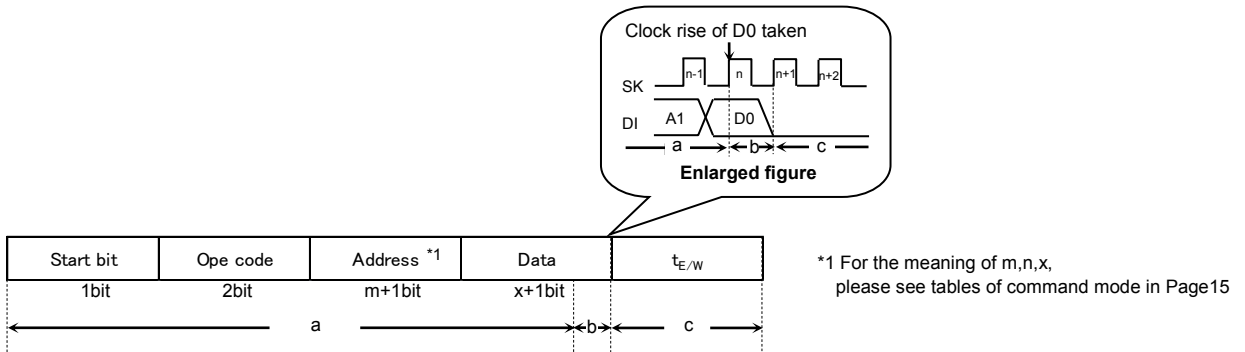 Clock rise of D0 taken
SK n-1 n n+1 n+2
DI A1 D0
a b c
Enlarged figure
Start bit Ope code Address *1 Data tE/W
1bit 2bit m+1bit x+1bit
a b c
*1 For the meaning of m,n,x,
please see tables of command mode in Page15